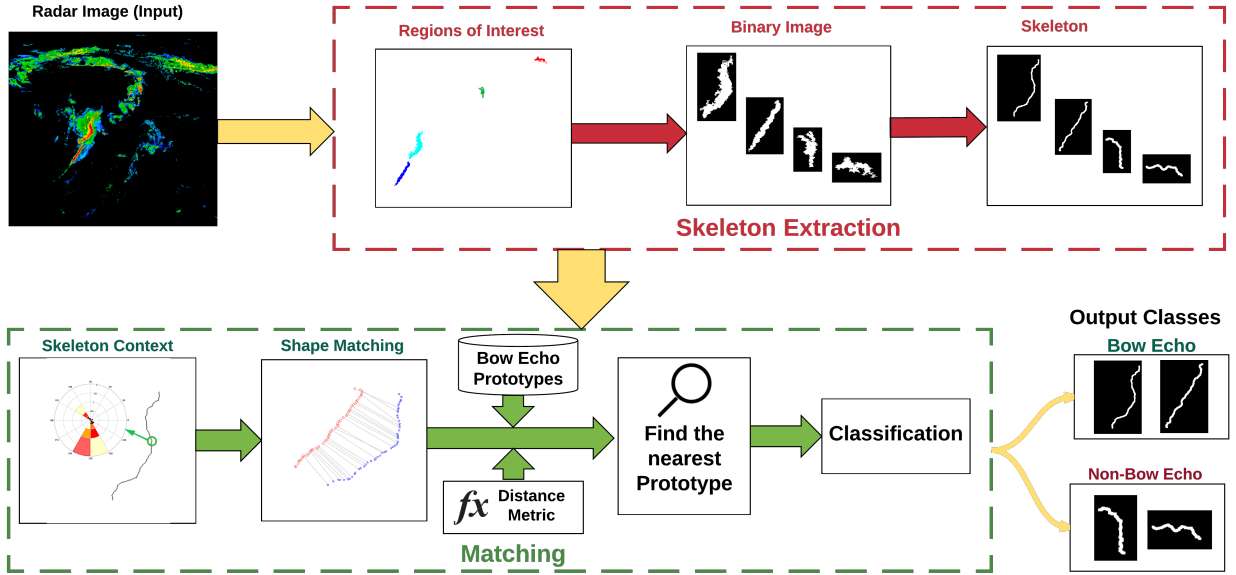 Radar Image (Input)
Regions of Interest
Binary Image
Skeleton
Skeleton Extraction
Skeleton Context
Shape Matching
Bow Echo
Prototypes
fx Distance
Metric
Find the
nearest
Prototype
Classification
Matching
Output Classes
Bow Echo
Non-Bow Echo